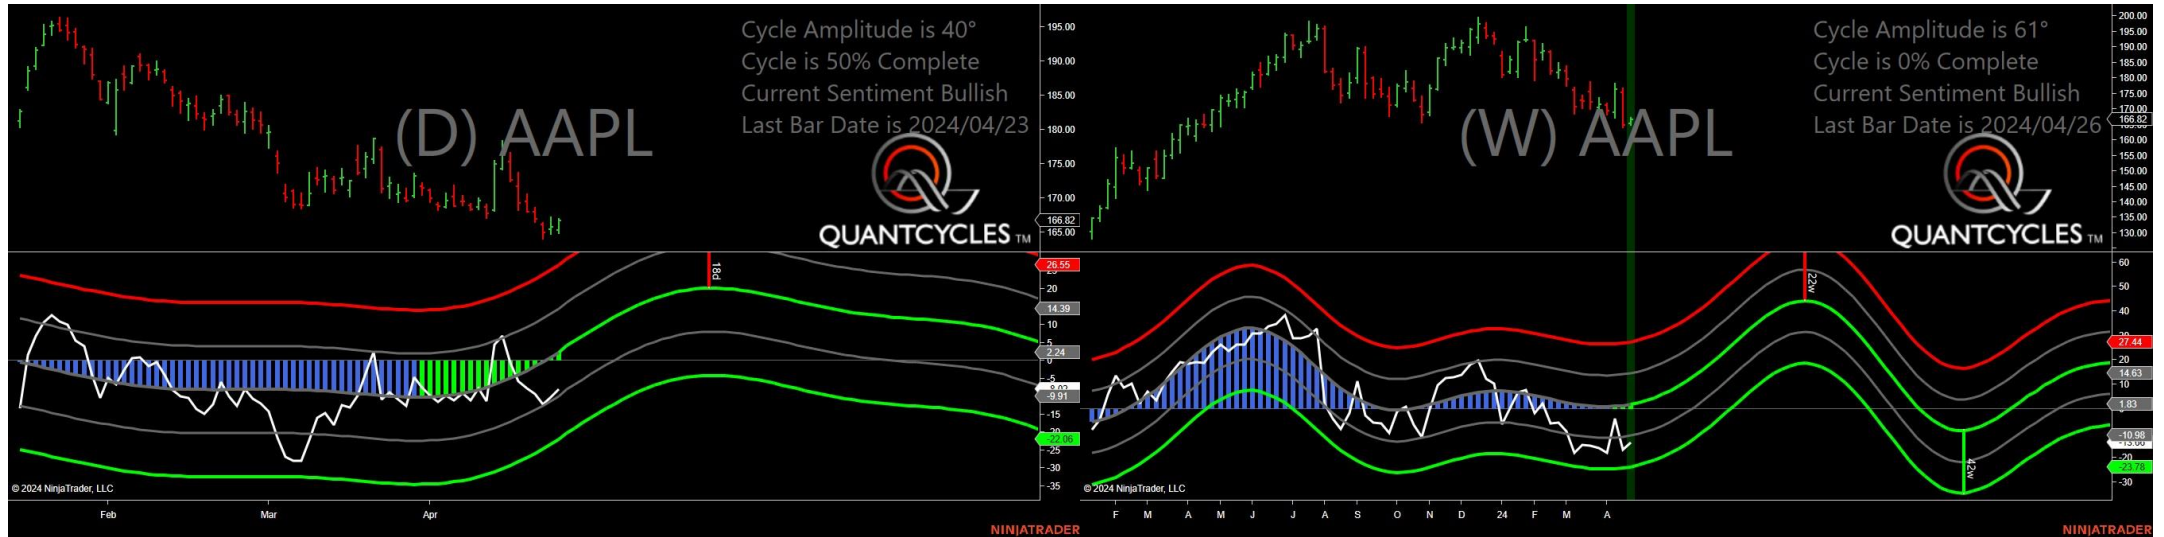 Cycle Amplitude is 40°
Cycle is 50% Complete
Current Sentiment Bullish
Last Bar Date is 2024/04/23
(D) AAPL
QUANTCYCLES TM
195.00
190.00
185.00
180.00
175.00
170.00
166.82
165.00
18d
26.55
20
14.39
10
5
2.24
0
-5
-9.91
-15
-22.06
-25
-30
-35
© 2024 NinjaTrader, LLC
Feb Mar Apr
NINJATRADER
Cycle Amplitude is 61°
Cycle is 0% Complete
Current Sentiment Bullish
Last Bar Date is 2024/04/26
(W) AAPL
QUANTCYCLES TM
200.00
195.00
190.00
185.00
180.00
175.00
170.00
166.82
160.00
155.00
150.00
145.00
140.00
135.00
130.00
22w
42w
60
50
40
27.44
20
14.63
10
1.83
-10.98
-20
-23.78
-30
© 2024 NinjaTrader, LLC
F M A M J J A S O N D 24 F M A
NINJATRADER